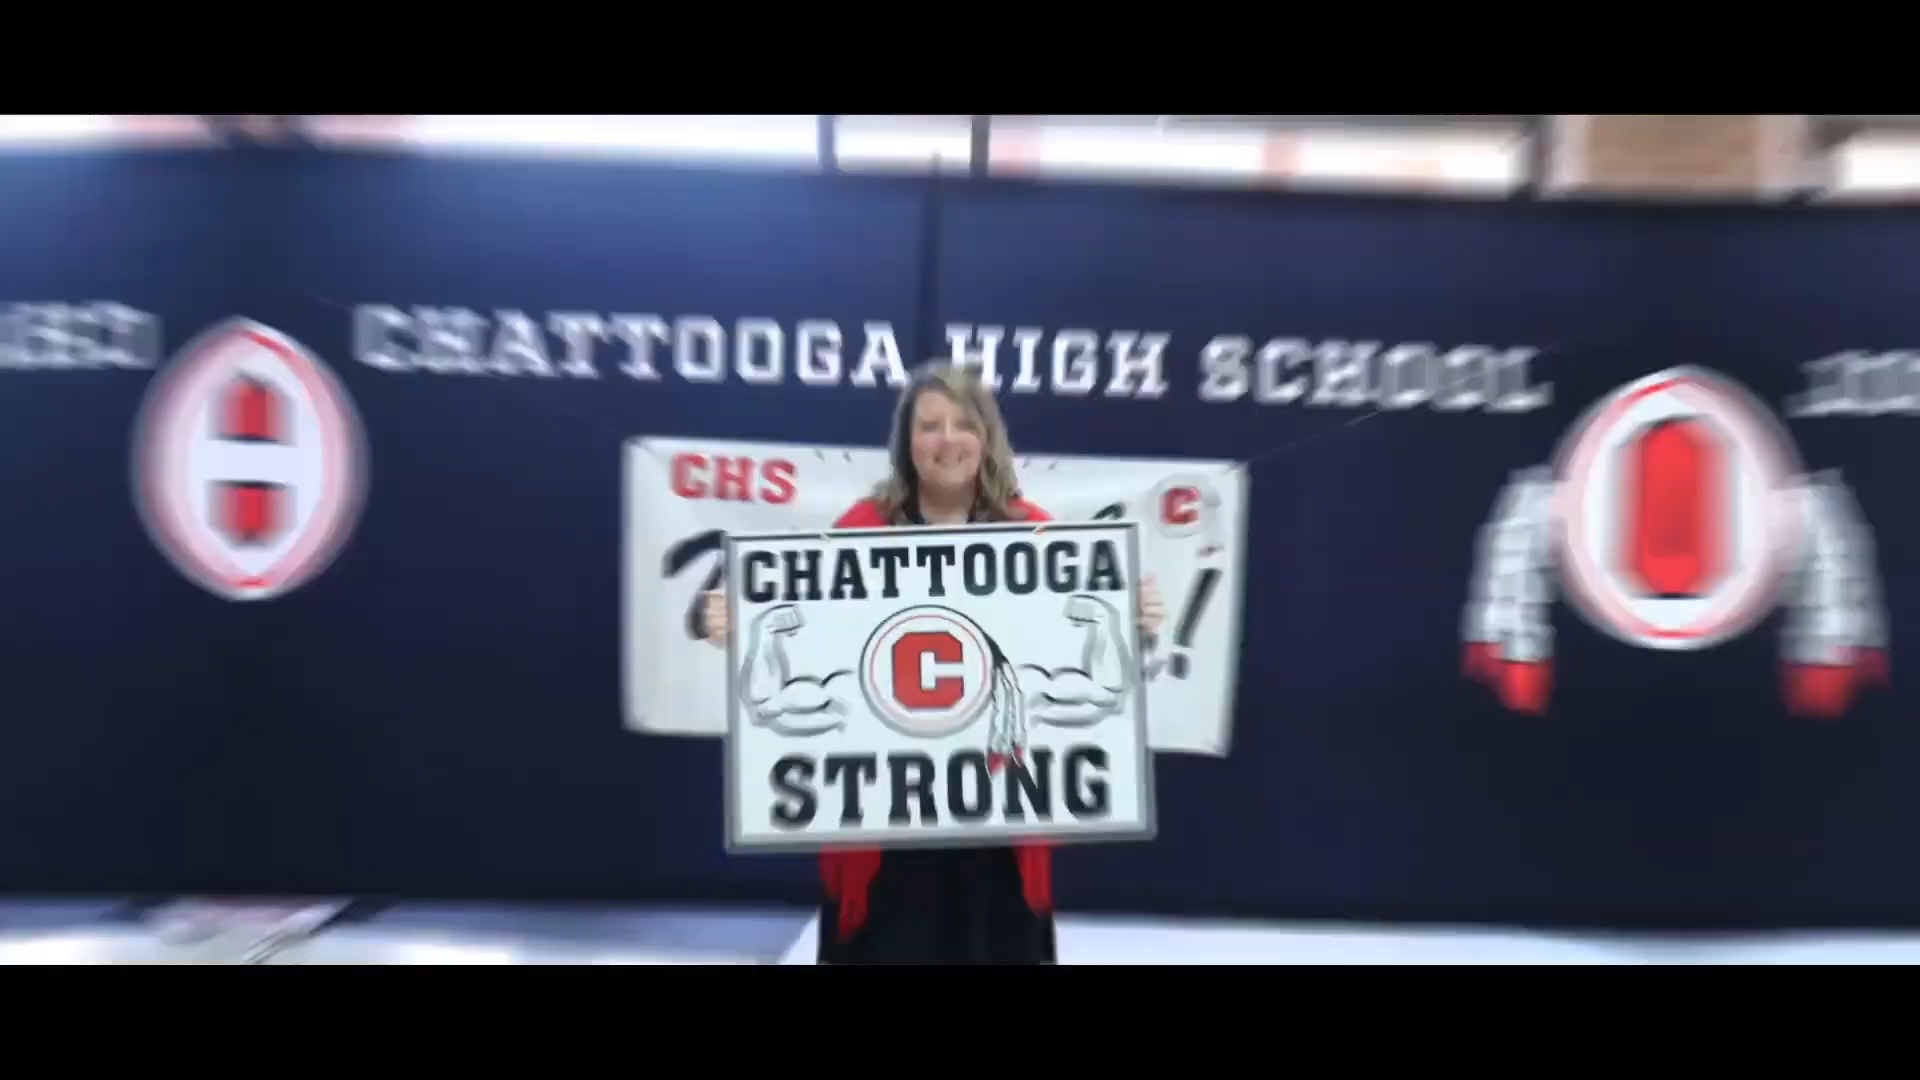 CHATTOOGA HIGH SCHOOL
CHS
C
CHATTOOGA
C
STRONG